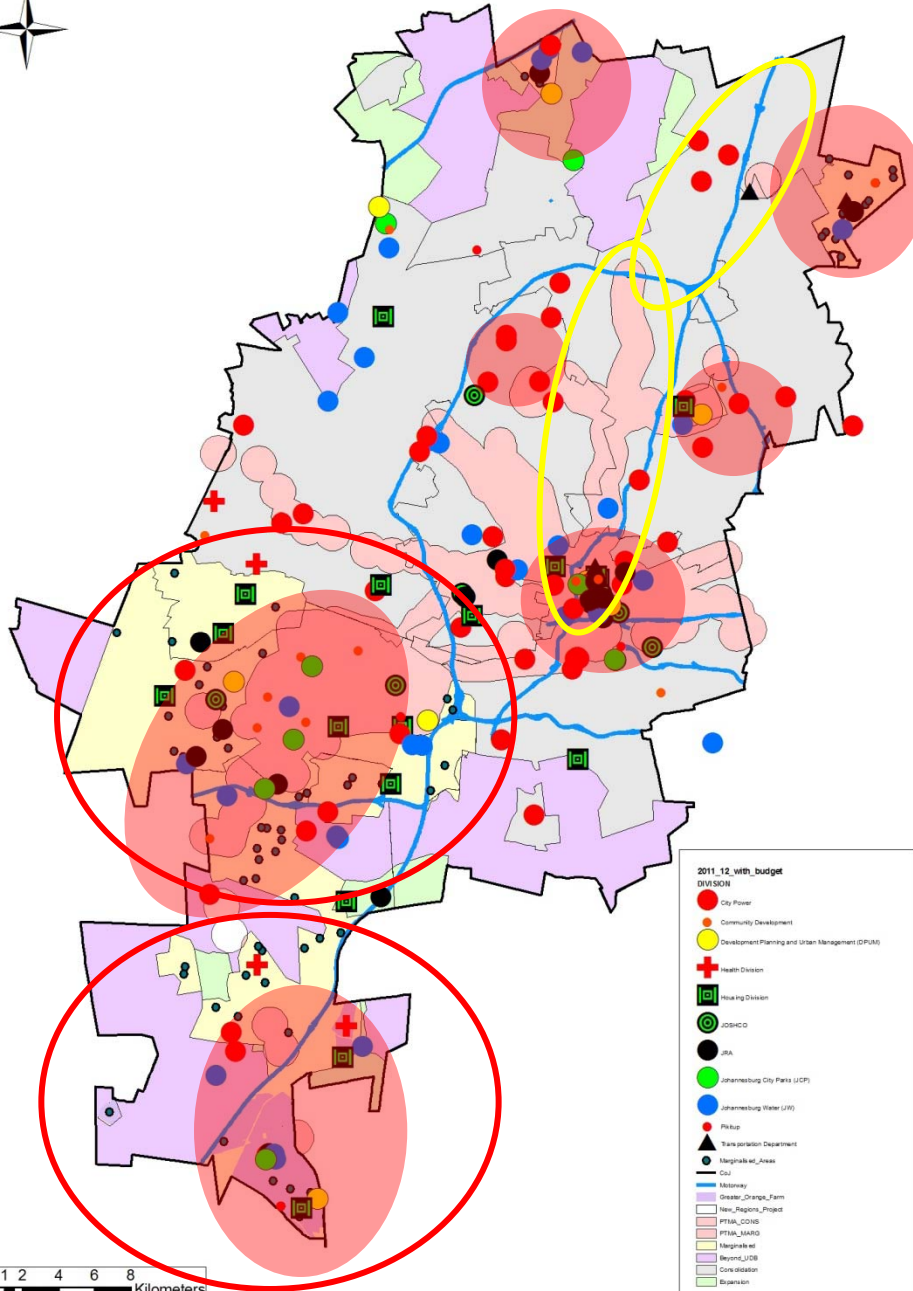 2011_12_with_budget
DIVISION
City Power
Community Development
Development Planning and Urban Management (DPUM)
Health Division
Housing Division
JOSHCO
JRA
Johannesburg City Parks (JCP)
Johannesburg Water (JW)
Pikitup
Transportation Department
Marginalised_Areas
CoJ
Motorway
Greater_Orange_Farm
New_Regions_Project
PTMA_CONS
PTMA_MARG
Marginalised
Beyond_UDB
Consolidation
Expansion
1 2 4 6 8
Kilometers